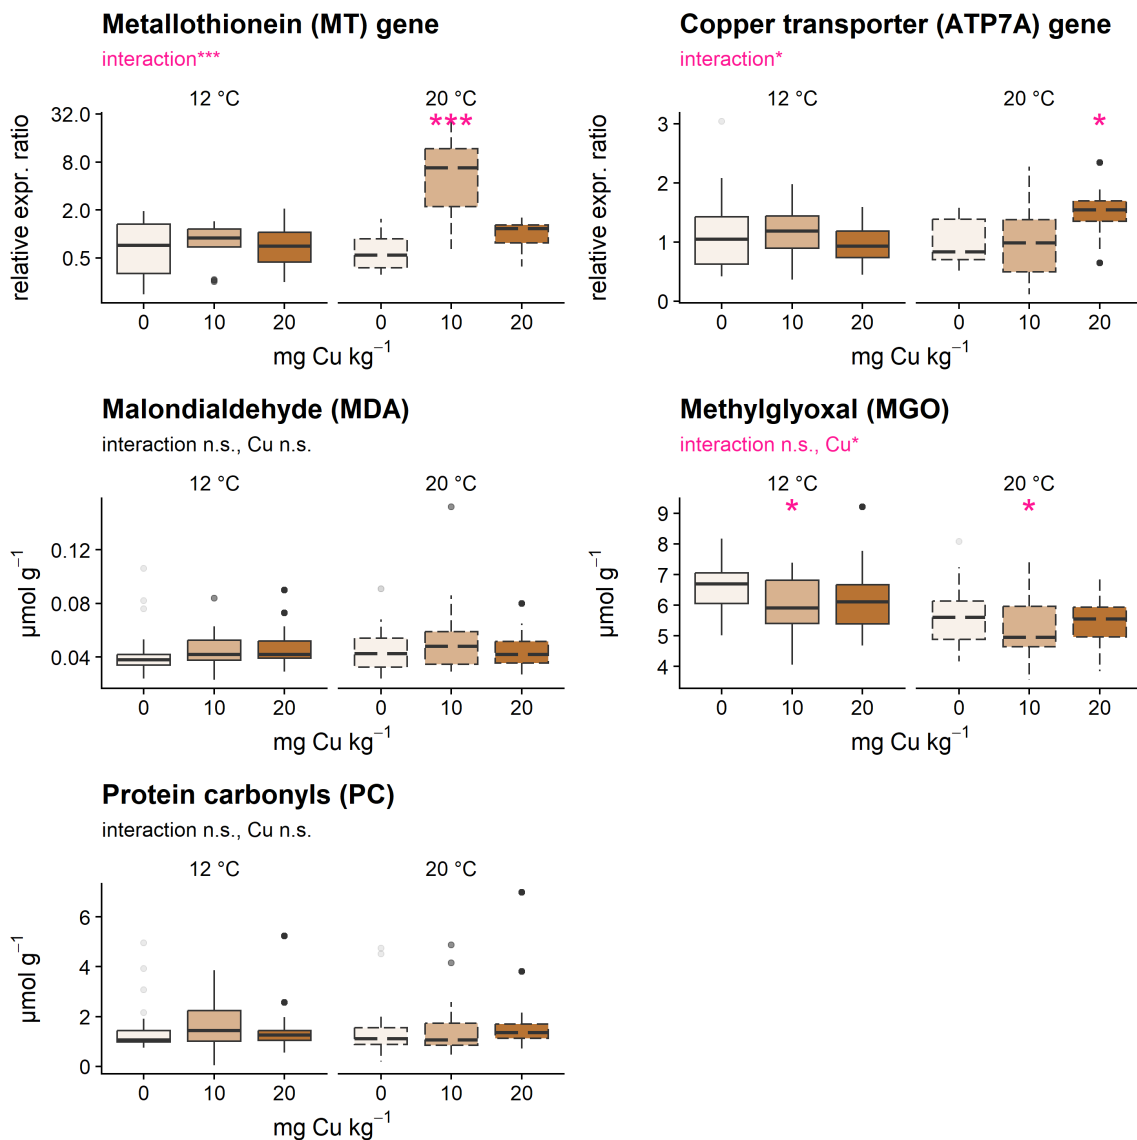 Metallothionein (MT) gene
interaction***
12 °C 20 °C
relative expr. ratio
32.0
8.0
2.0
0.5
***
0 10 20 0 10 20
mg Cu kg⁻¹
Copper transporter (ATP7A) gene
interaction*
12 °C 20 °C
relative expr. ratio
3
2
1
0
*
0 10 20 0 10 20
mg Cu kg⁻¹
Malondialdehyde (MDA)
interaction n.s., Cu n.s.
12 °C 20 °C
µmol g⁻¹
0.12
0.08
0.04
0 10 20 0 10 20
mg Cu kg⁻¹
Methylglyoxal (MGO)
interaction n.s., Cu*
12 °C 20 °C
* *
µmol g⁻¹
9
8
7
6
5
4
0 10 20 0 10 20
mg Cu kg⁻¹
Protein carbonyls (PC)
interaction n.s., Cu n.s.
12 °C 20 °C
µmol g⁻¹
6
4
2
0
0 10 20 0 10 20
mg Cu kg⁻¹